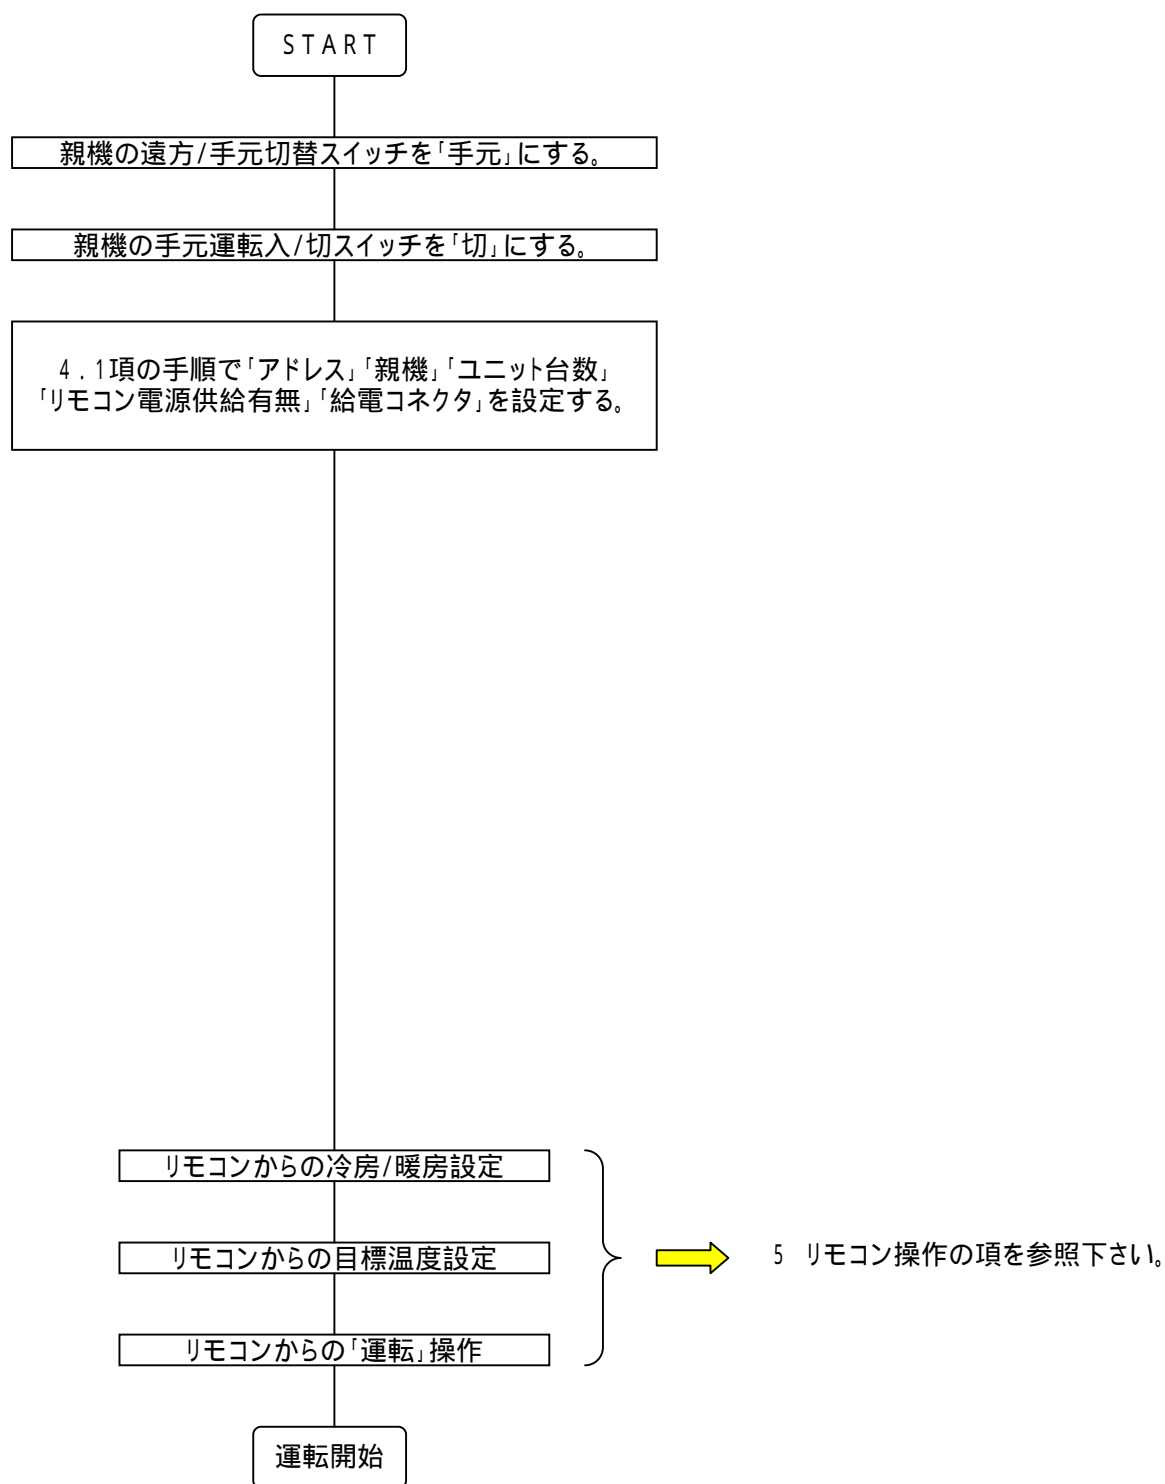 START
親機の遠方/手元切替スイッチを「手元」にする。
親機の手元運転入/切スイッチを「切」にする。
4.1項の手順で「アドレス」「親機」「ユニット台数」
「リモコン電源供給有無」「給電コネクタ」を設定する。
リモコンからの冷房/暖房設定
リモコンからの目標温度設定
5 リモコン操作の項を参照下さい。
リモコンからの「運転」操作
運転開始